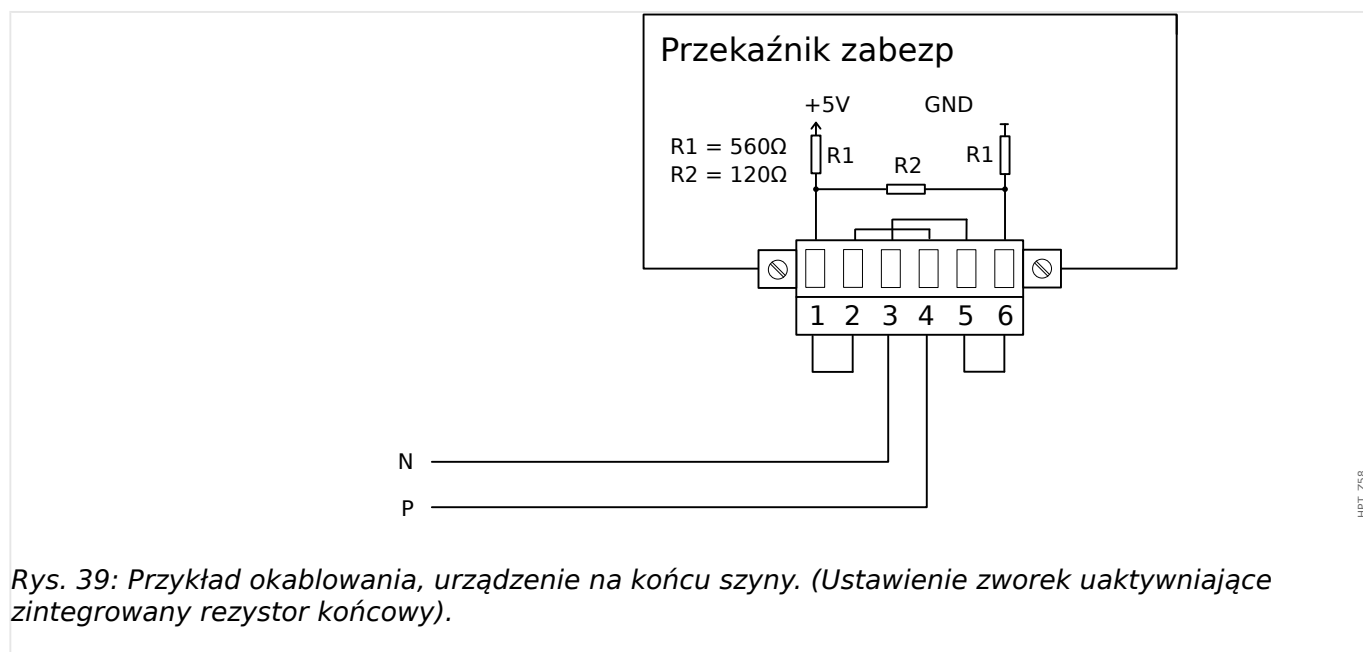 Przekaźnik zabezp
+5V
GND
R1 = 560Ω
R2 = 120Ω
R1
R2
R1
1 2 3 4 5 6
N
P
HPT_Z58
Rys. 39: Przykład okablowania, urządzenie na końcu szyny. (Ustawienie zworek uaktywniające
zintegrowany rezystor końcowy).